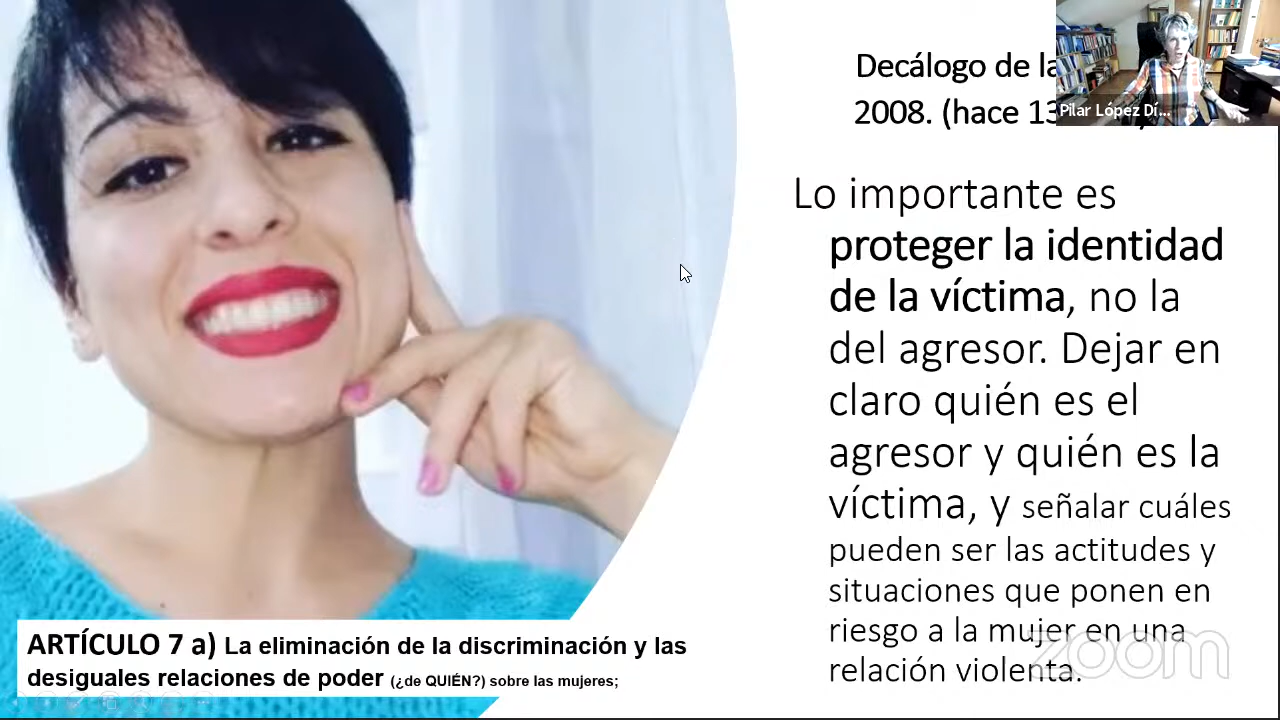 Decálogo de la
2008. (hace 13
Pilar López Dí...
Lo importante es
proteger la identidad
de la víctima, no la
del agresor. Dejar en
claro quién es el
agresor y quién es la
víctima, y señalar cuáles
pueden ser las actitudes y
situaciones que ponen en
riesgo a la mujer en una
relación violenta.
zoom
ARTÍCULO 7 a) La eliminación de la discriminación y las
desiguales relaciones de poder (¿de QUIÉN?) sobre las mujeres;